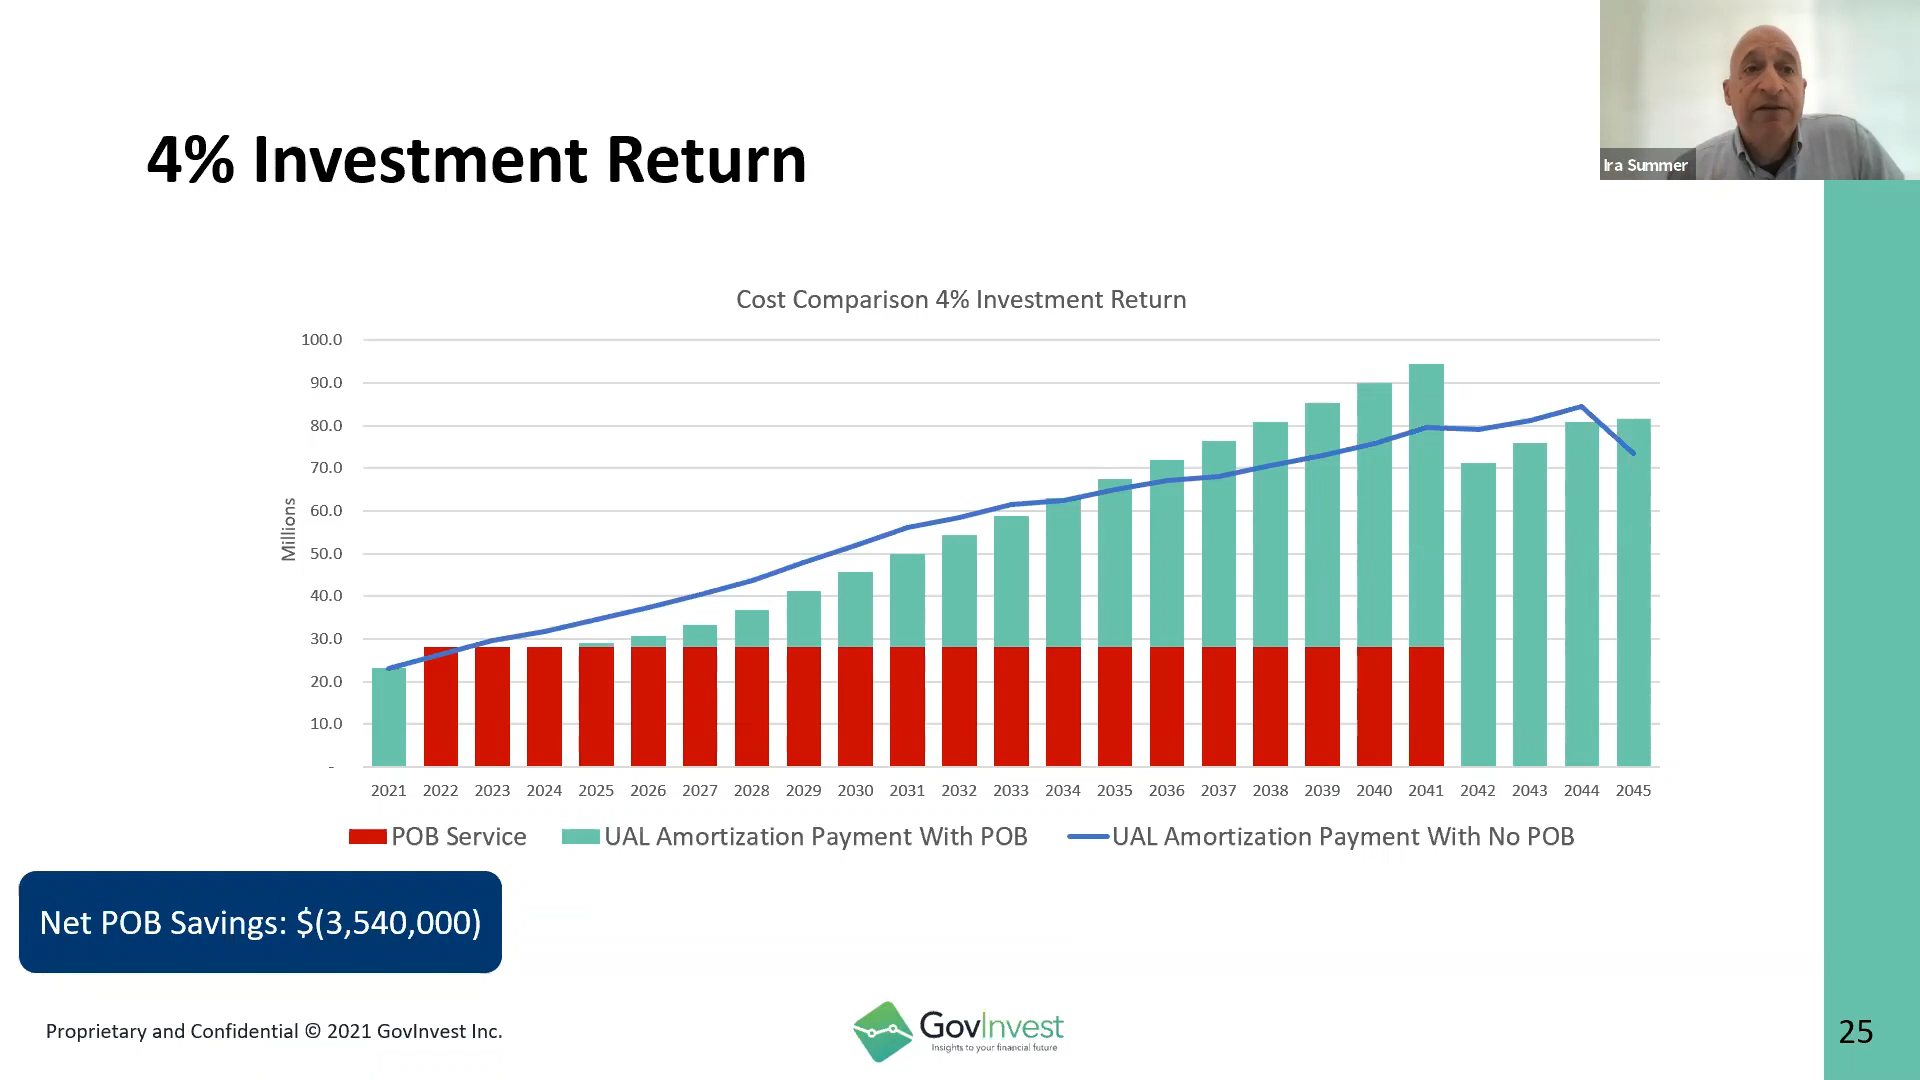 Ira Summer
4% Investment Return
Cost Comparison 4% Investment Return
100.0
90.0
80.0
70.0
60.0
50.0
40.0
30.0
20.0
10.0
-
Millions
2021 2022 2023 2024 2025 2026 2027 2028 2029 2030 2031 2032 2033 2034 2035 2036 2037 2038 2039 2040 2041 2042 2043 2044 2045
POB Service UAL Amortization Payment With POB UAL Amortization Payment With No POB
Net POB Savings: $(3,540,000)
Proprietary and Confidential © 2021 GovInvest Inc.
GovInvest
Insights to your financial future
25